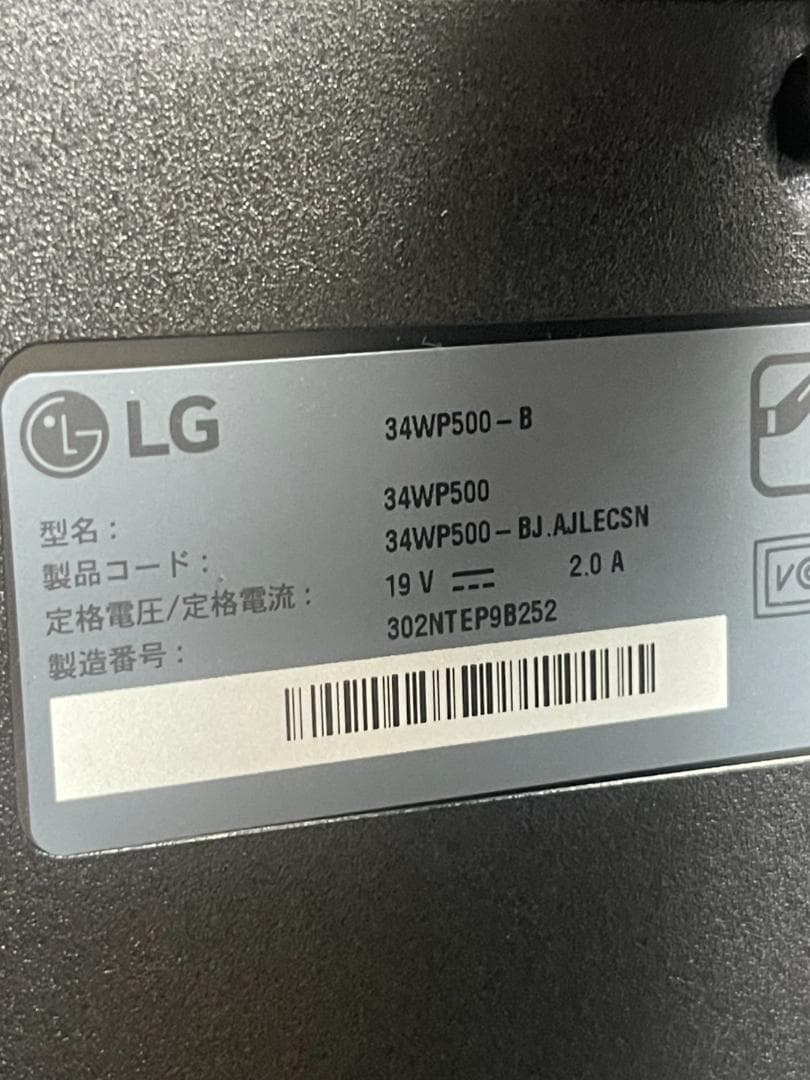 LG
34WP500-B
型名: 34WP500
製品コード: 34WP500-BJ.AJLECSN
定格電圧/定格電流: 19 V ⎓ 2.0 A
製造番号: 302NTEP9B252